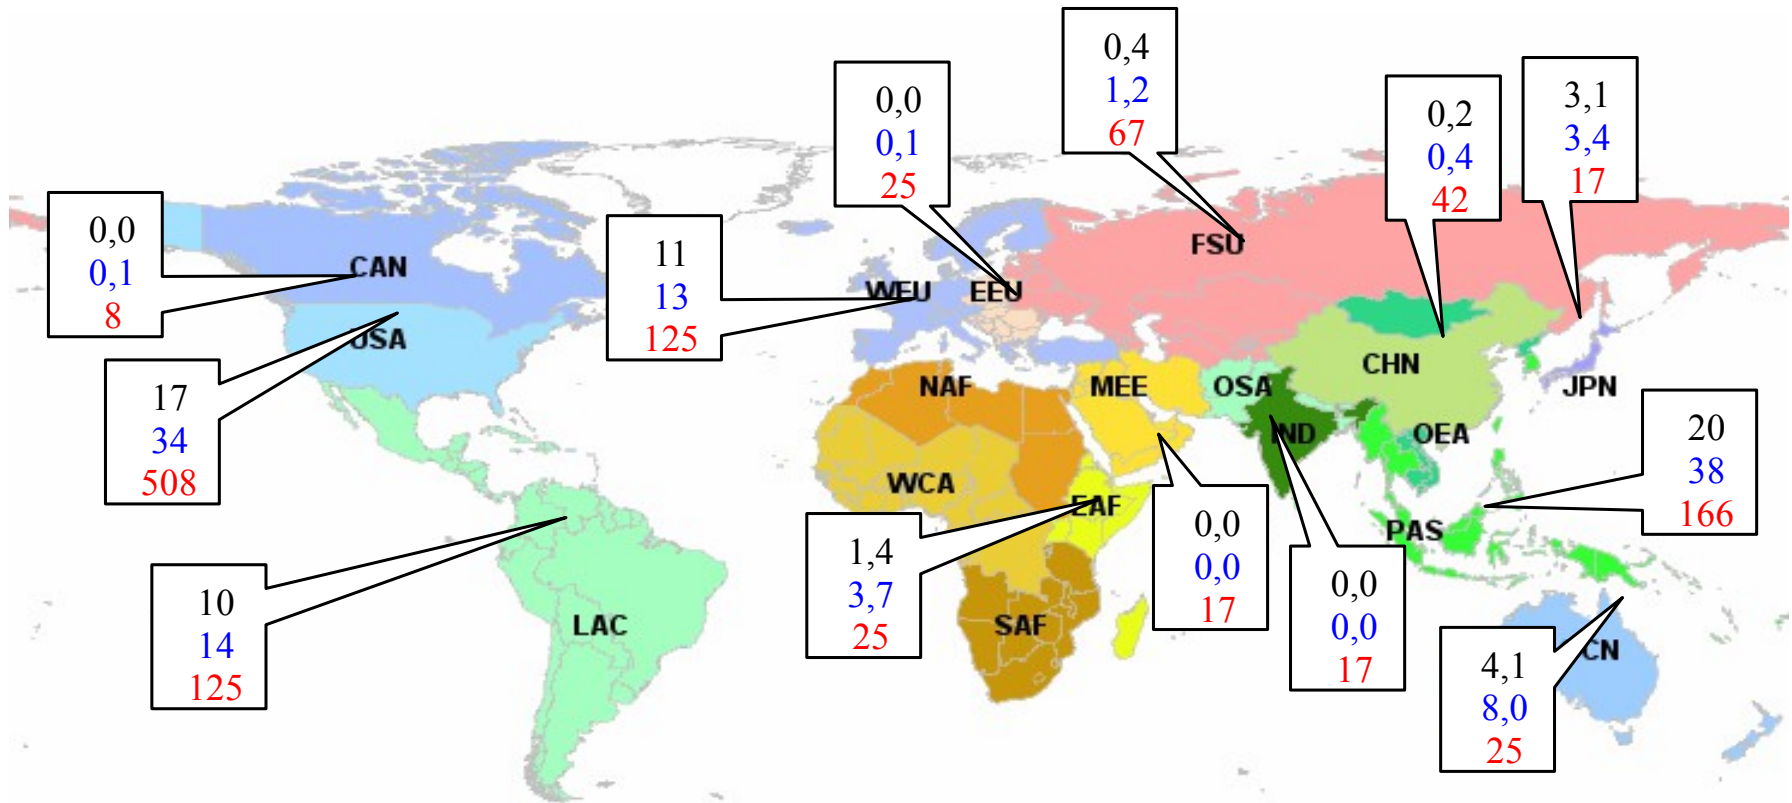 0,4
1,2
67
0,0
0,1
25
0,2
0,4
42
3,1
3,4
17
0,0
0,1
8
11
13
125
FSU
CAN
WEU
EEU
USA
CHN
NAF
MEE
OSA
JPN
17
34
508
IND
OEA
20
38
166
WCA
EAF
PAS
1,4
3,7
25
0,0
0,0
17
0,0
0,0
17
10
14
125
LAC
SAF
CN
4,1
8,0
25